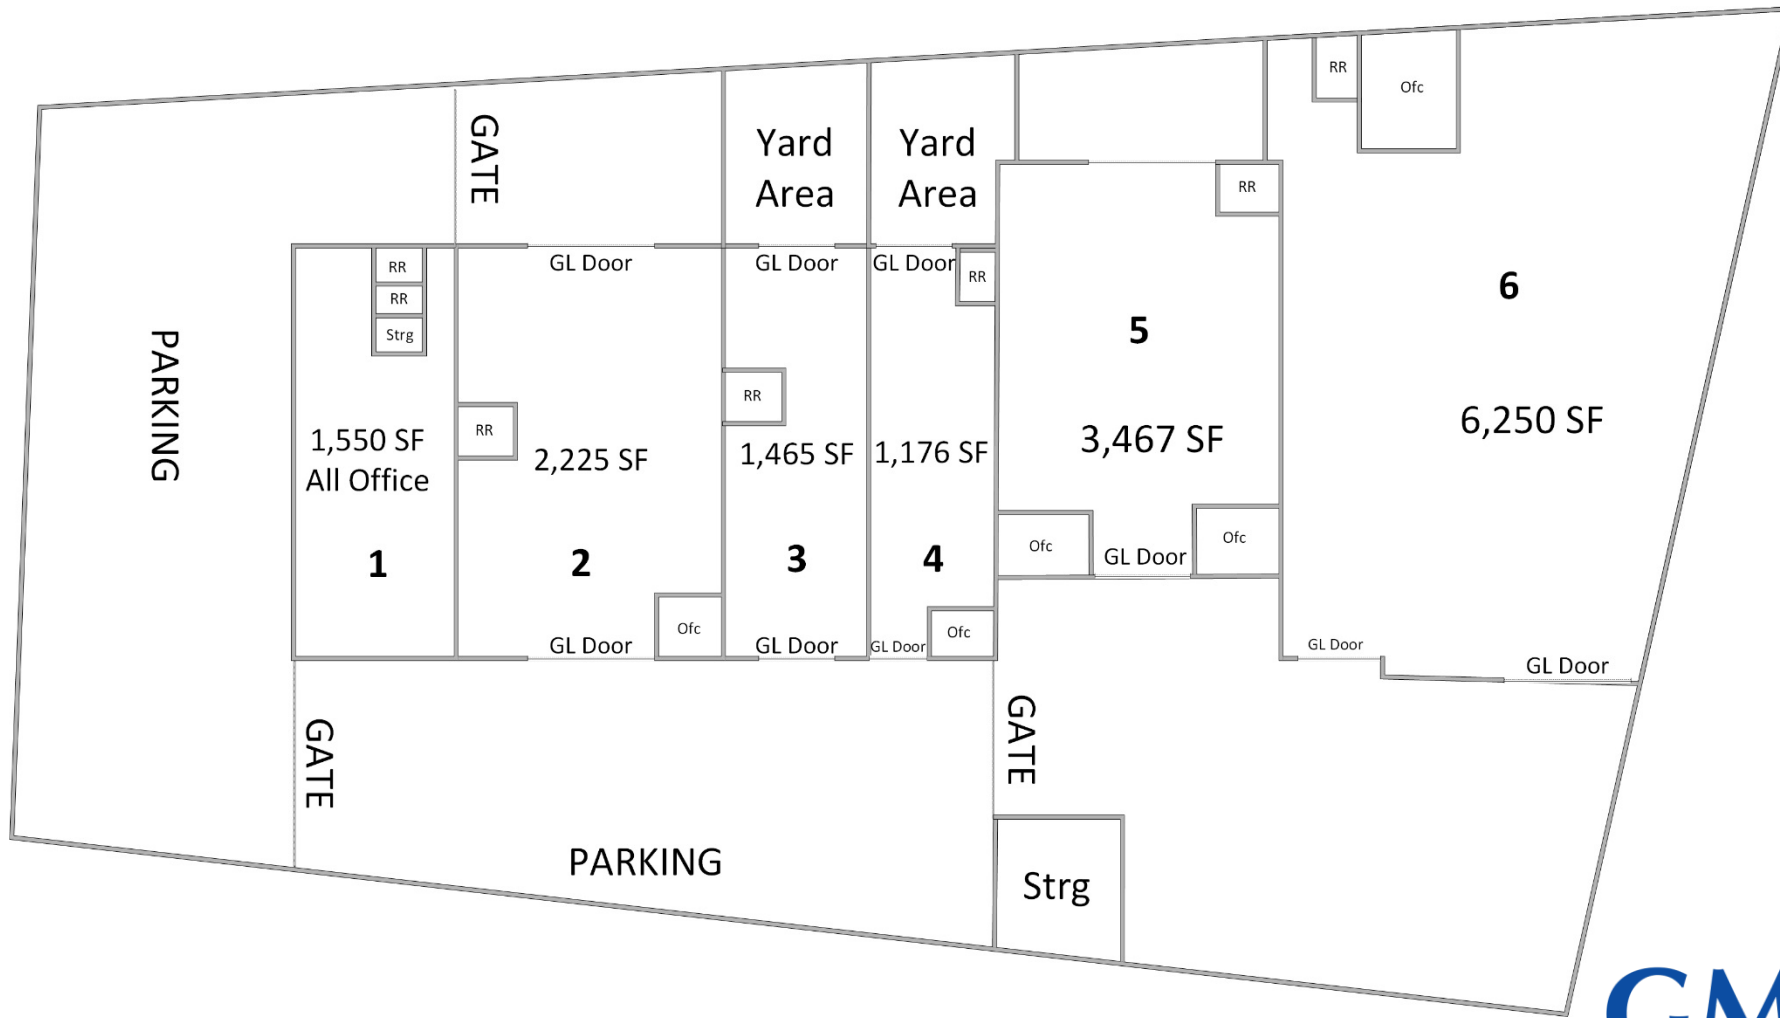 RR
Ofc
GATE
Yard
Area
Yard
Area
RR
GL Door
GL Door
GL Door
RR
RR
RR
Strg
6
5
PARKING
RR
RR
1,550 SF
All Office
2,225 SF
1,465 SF
1,176 SF
3,467 SF
6,250 SF
Ofc
Ofc
GL Door
1
2
3
4
Ofc
Ofc
GL Door
GL Door
GL Door
GL Door
GL Door
GATE
GATE
PARKING
Strg